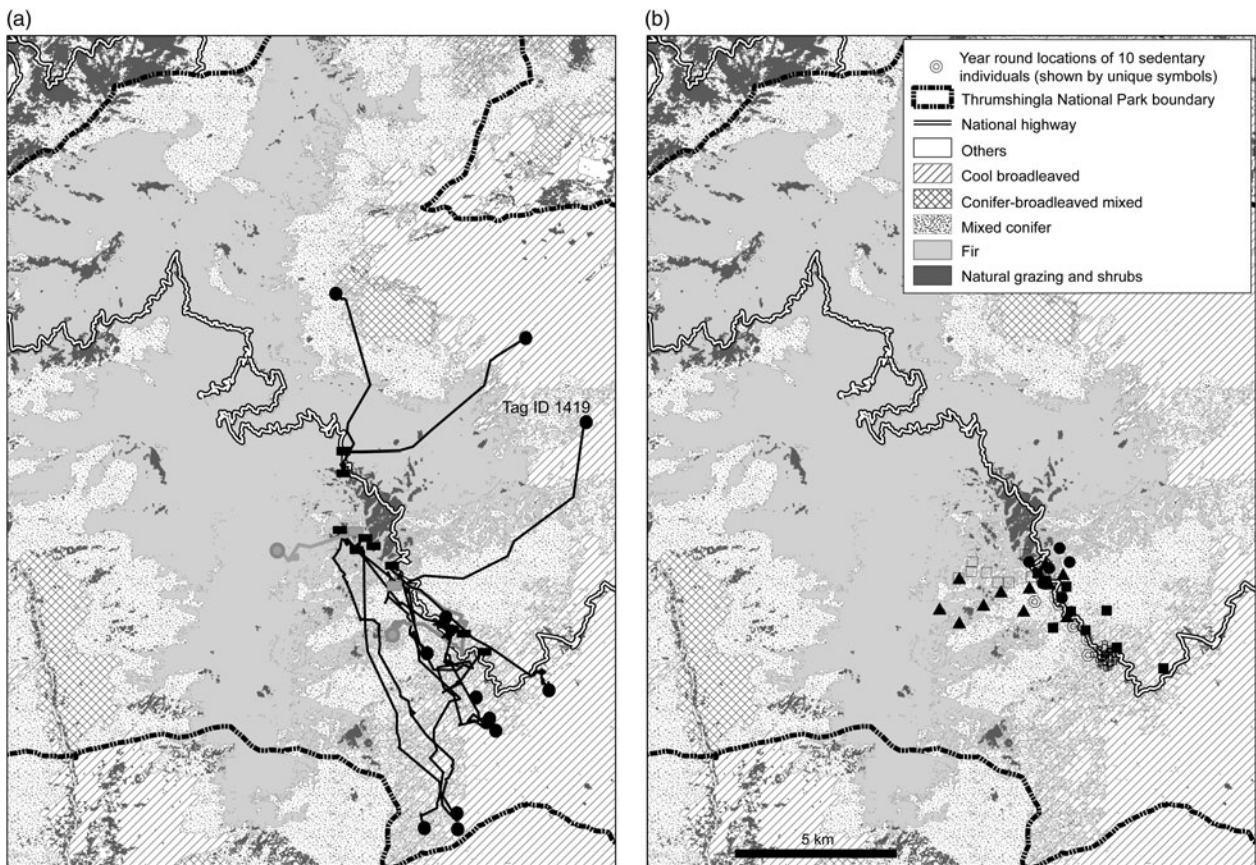 (a)
(b)
Year round locations of 10 sedentary
individuals (shown by unique symbols)
Thrumshingla National Park boundary
National highway
Others
Cool broadleaved
Conifer-broadleaved mixed
Mixed conifer
Fir
Natural grazing and shrubs
Tag ID 1419
5 km